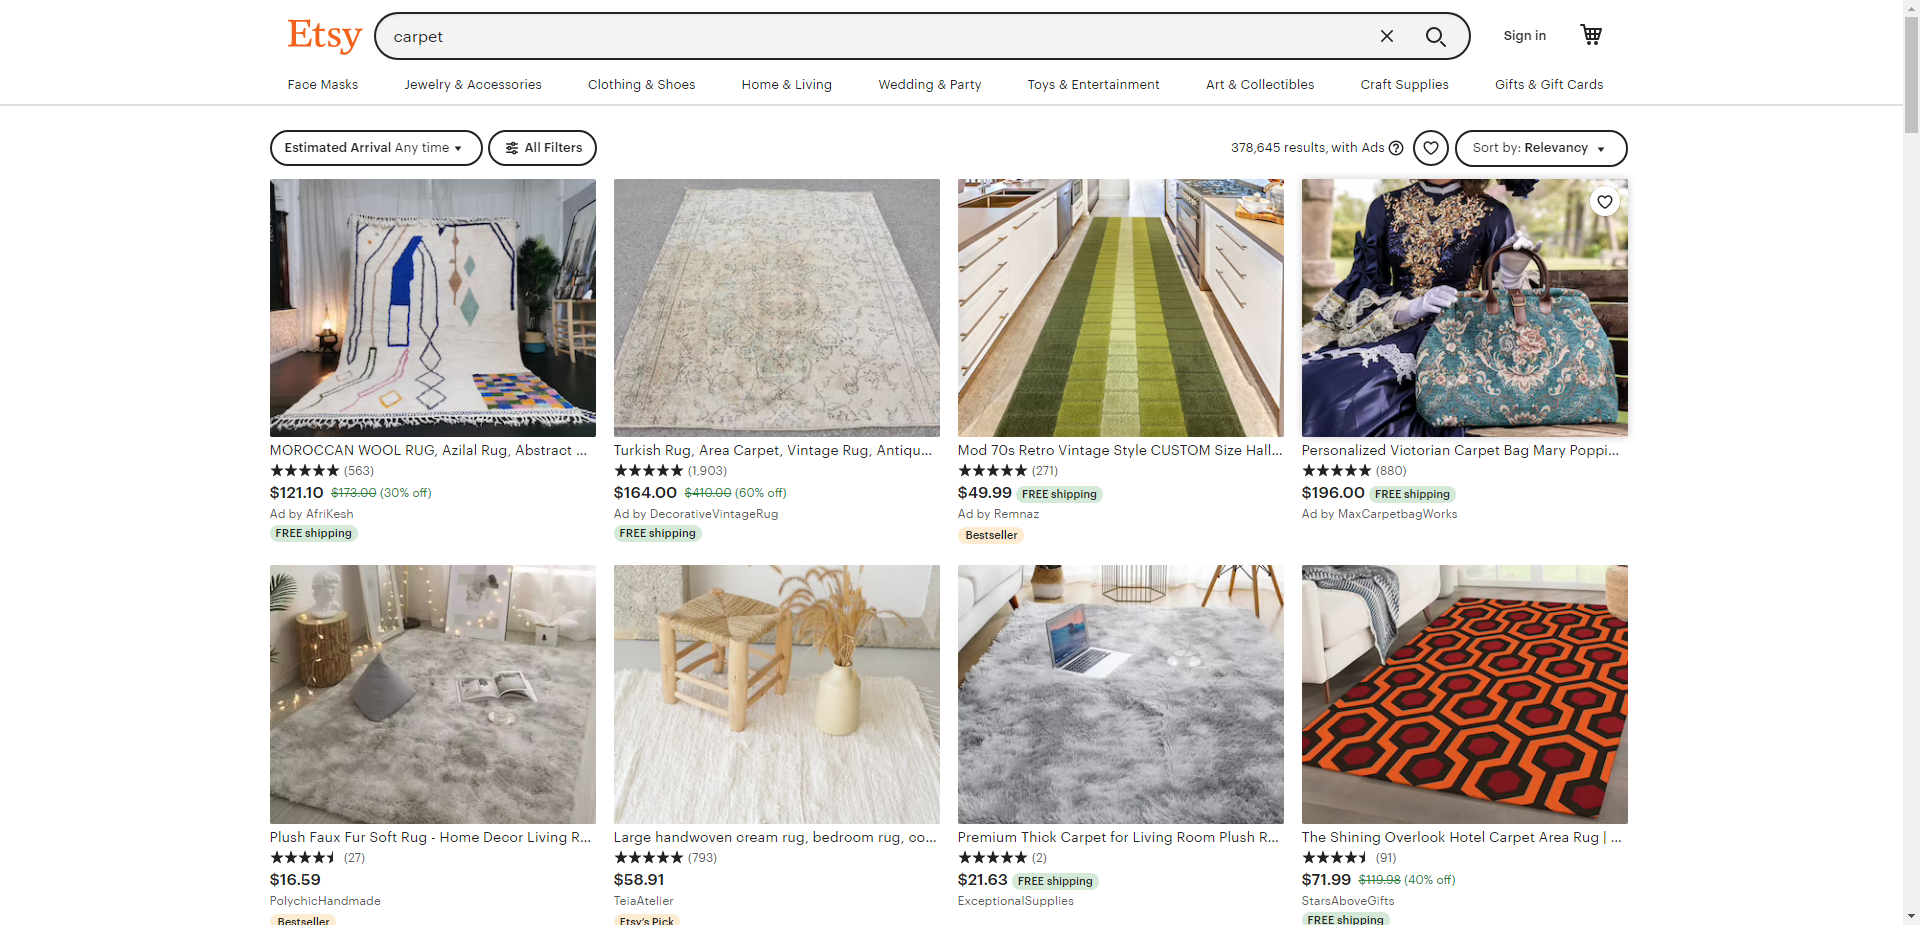 Etsy
carpet
Sign in
Face Masks
Jewelry & Accessories
Clothing & Shoes
Home & Living
Wedding & Party
Toys & Entertainment
Art & Collectibles
Craft Supplies
Gifts & Gift Cards
Estimated Arrival Any time
All Filters
378,645 results, with Ads
Sort by: Relevancy
MOROCCAN WOOL RUG, Azilal Rug, Abstract ...
(563)
$121.10 $173.00 (30% off)
Ad by AfriKesh
FREE shipping
Turkish Rug, Area Carpet, Vintage Rug, Antiqu...
(1,903)
$164.00 $410.00 (60% off)
Ad by DecorativeVintageRug
FREE shipping
Mod 70s Retro Vintage Style CUSTOM Size Hall...
(271)
$49.99 FREE shipping
Ad by Remnaz
Bestseller
Personalized Victorian Carpet Bag Mary Poppi...
(880)
$196.00 FREE shipping
Ad by MaxCarpetbagWorks
Plush Faux Fur Soft Rug - Home Decor Living R...
(27)
$16.59
PolychicHandmade
Bestseller
Large handwoven cream rug, bedroom rug, co...
(793)
$58.91
TeiaAtelier
Etsy's Pick
Premium Thick Carpet for Living Room Plush R...
(2)
$21.63 FREE shipping
ExceptionalSupplies
The Shining Overlook Hotel Carpet Area Rug | ...
(91)
$71.99 $119.98 (40% off)
StarsAboveGifts
FREE shipping